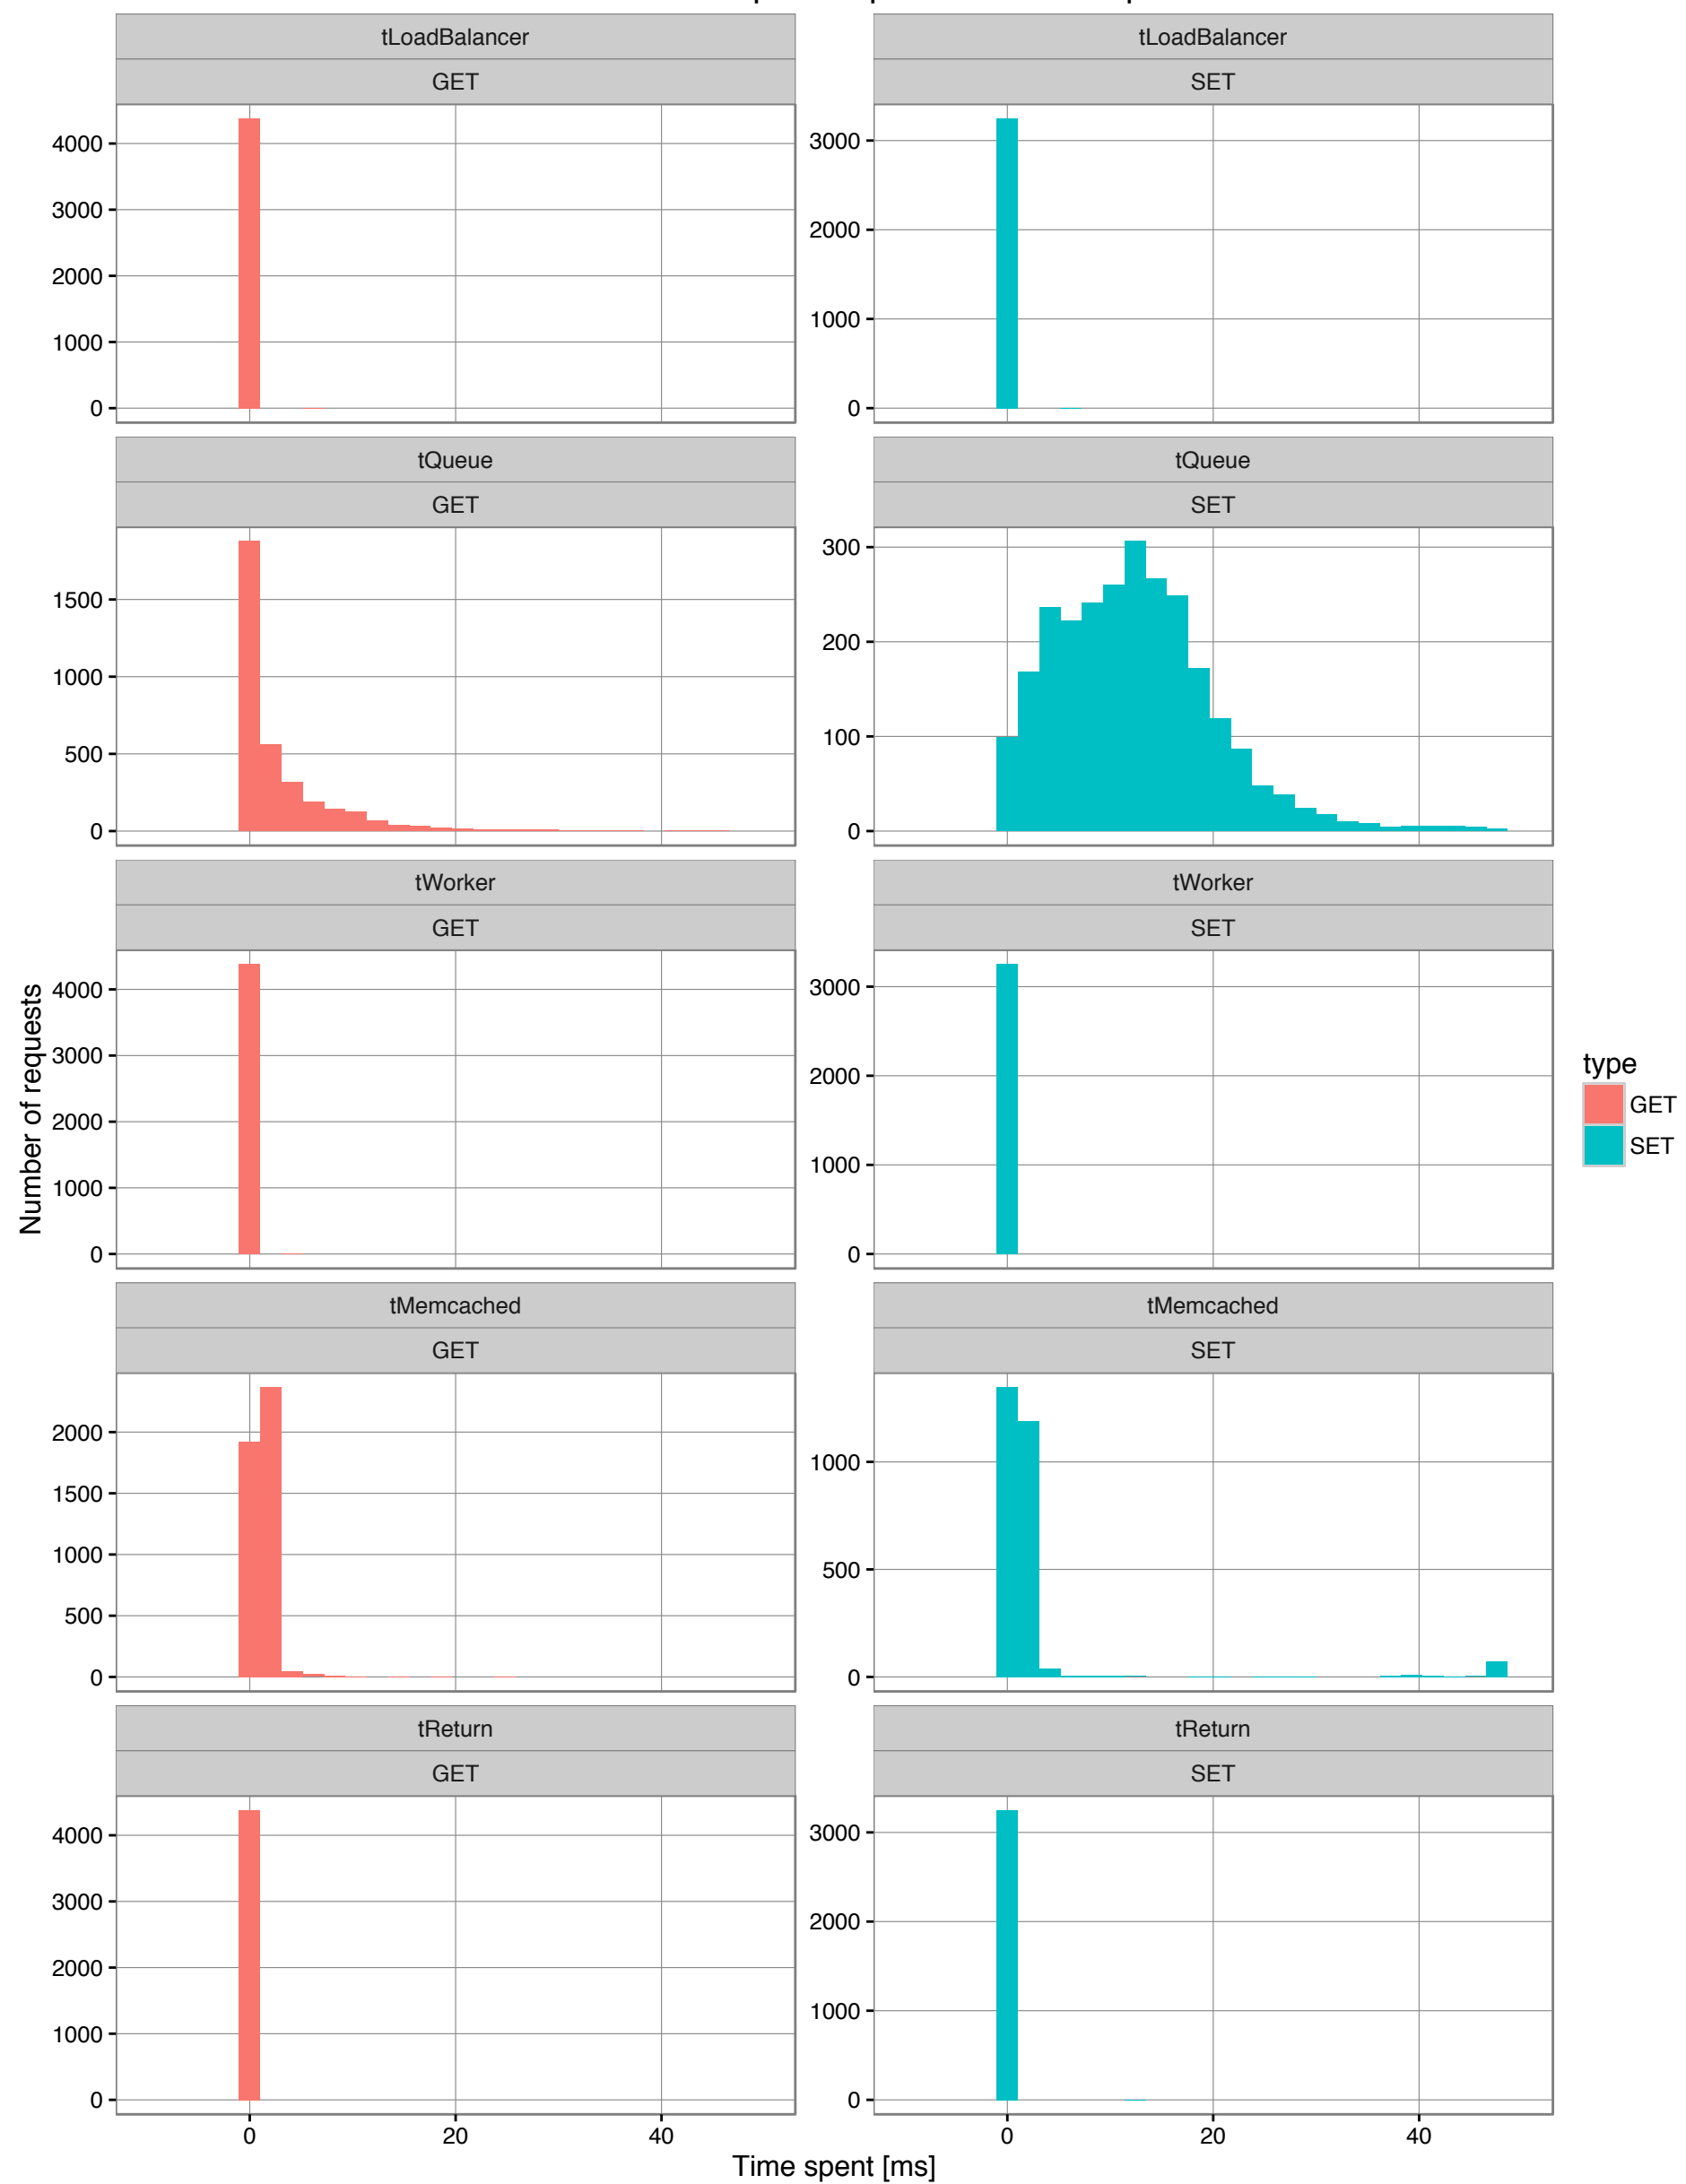 tLoadBalancer tLoadBalancer
GET SET
4000 3000 2000 1000 0
3000 2000 1000 0
tQueue tQueue
GET SET
1500 1000 500 0
300 200 100 0
tWorker tWorker
GET SET
4000 3000 2000 1000 0
3000 2000 1000 0
tMemcached tMemcached
GET SET
2000 1500 1000 500 0
1000 500 0
tReturn tReturn
GET SET
4000 3000 2000 1000 0
3000 2000 1000 0
0 20 40 0 20 40
Time spent [ms]
Number of requests
type
GET
SET